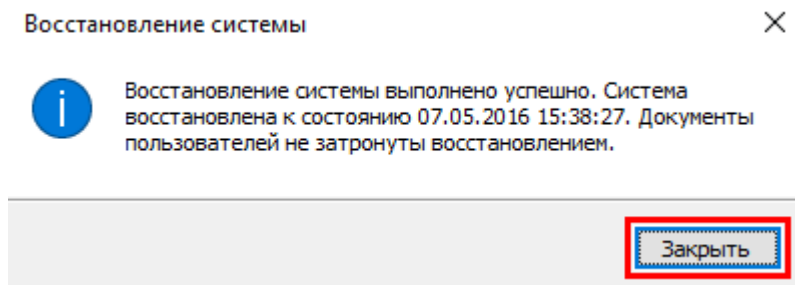 Восстановление системы
Восстановление системы выполнено успешно. Система
восстановлена к состоянию 07.05.2016 15:38:27. Документы
пользователей не затронуты восстановлением.
Закрыть